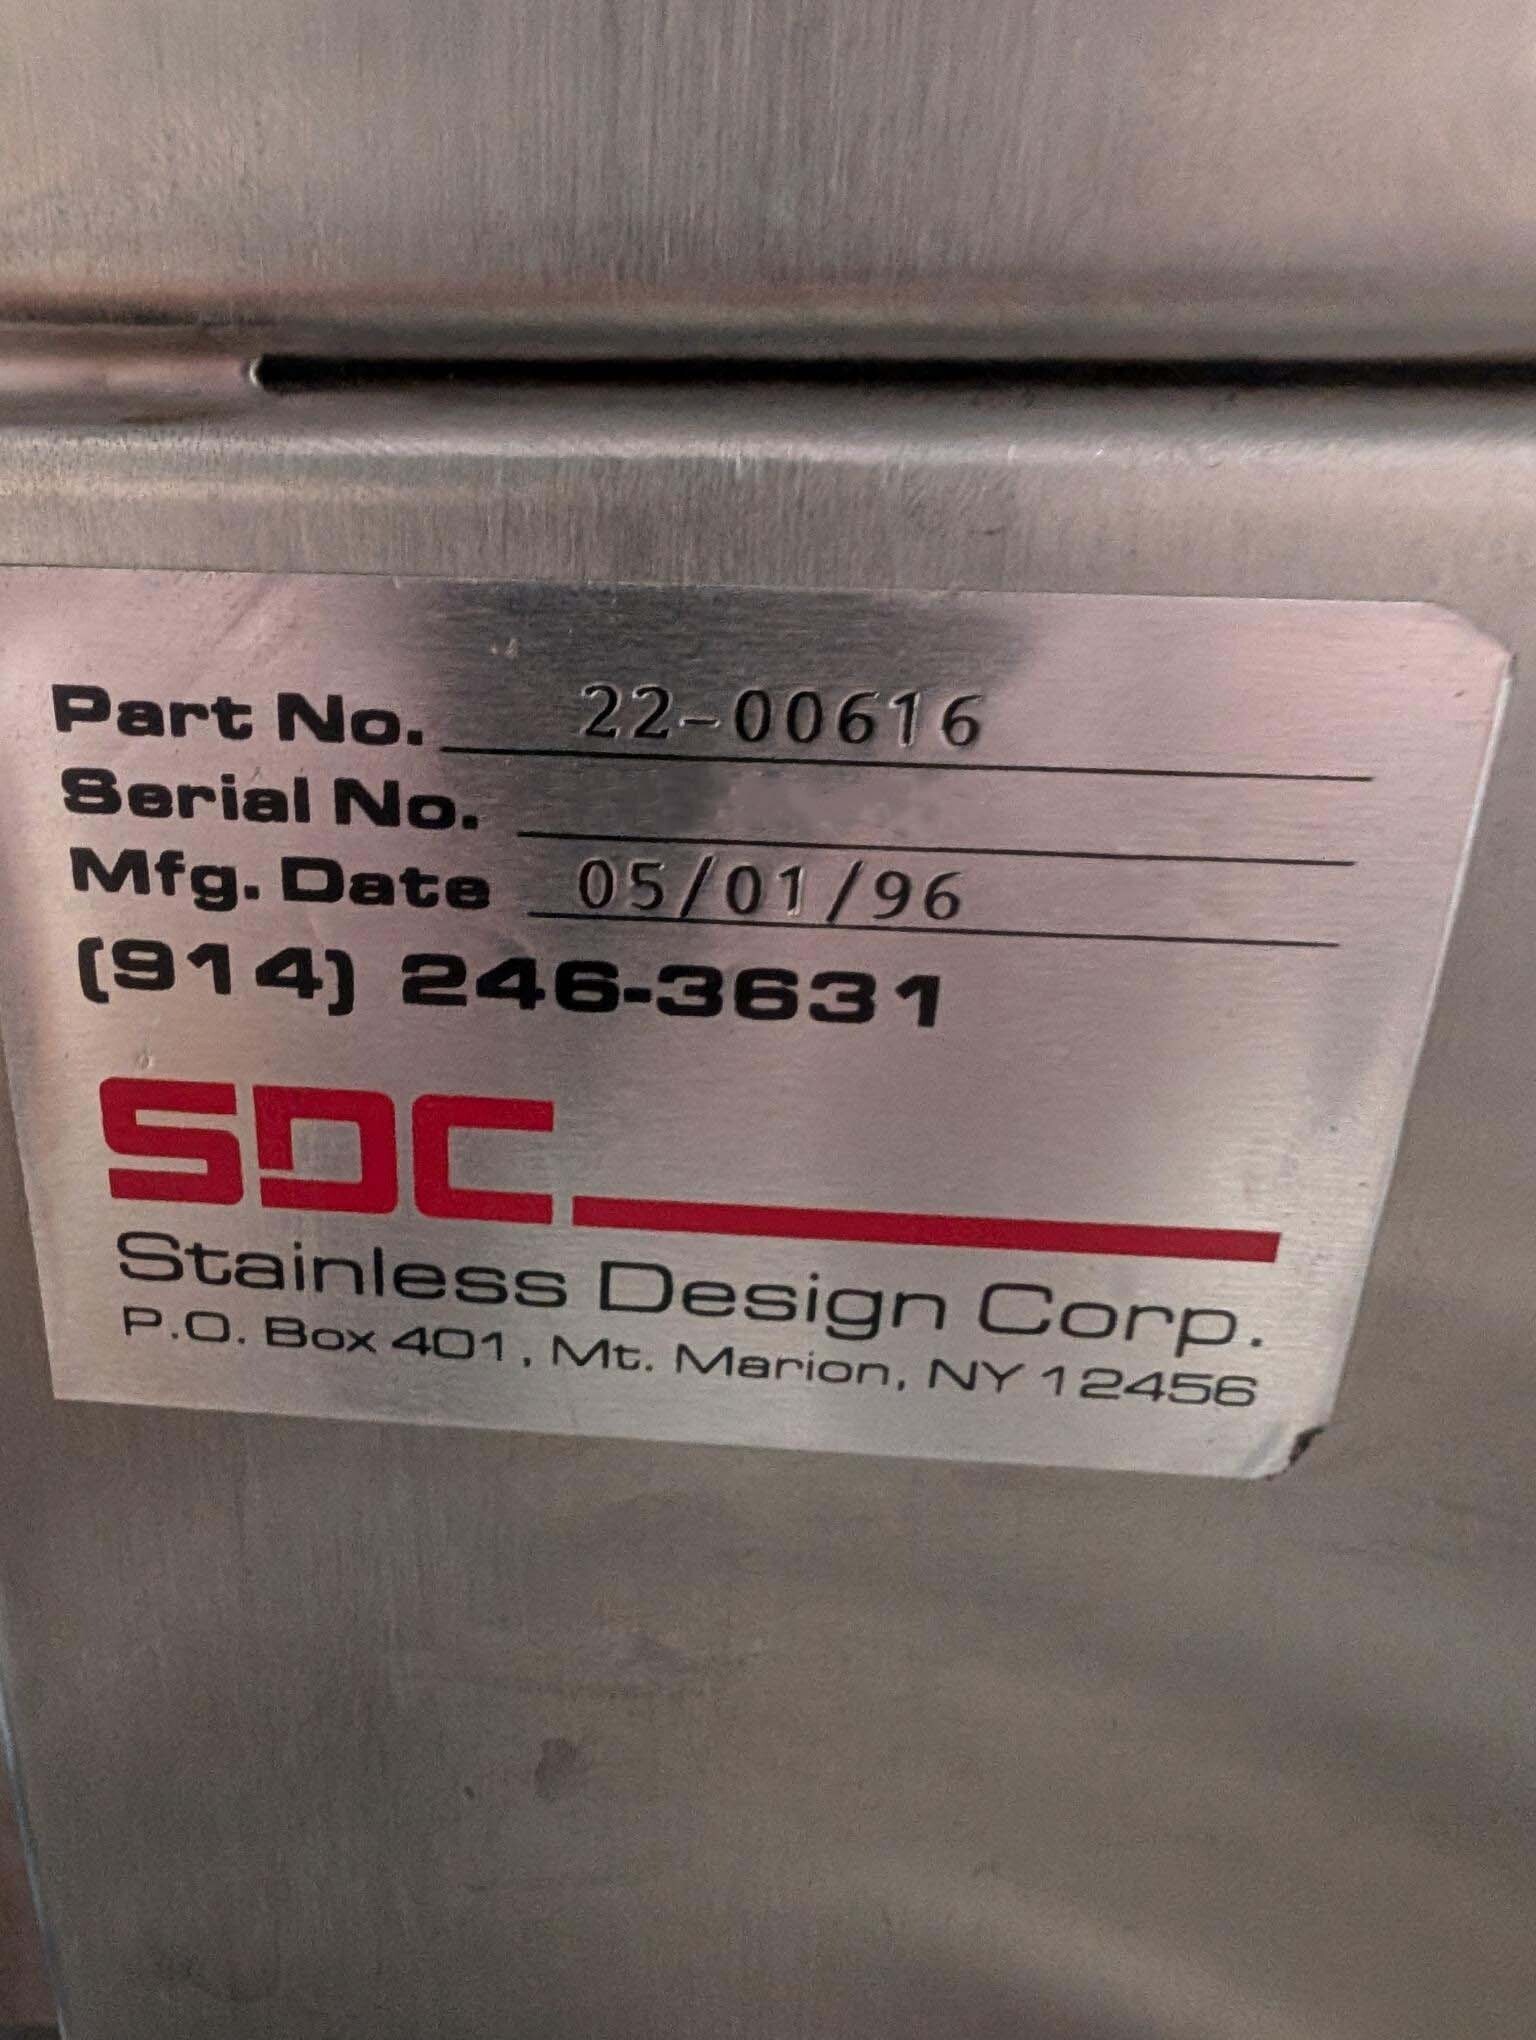 Part No. 22-00616
Serial No.
Mfg. Date 05/01/96
(914) 246-3631
SDC
Stainless Design Corp.
P.O. Box 401, Mt. Marion, NY 12456